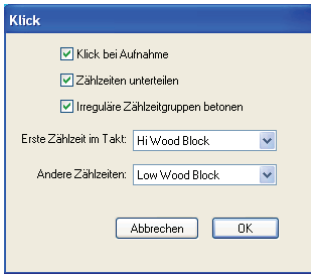 Klick
Klick bei Aufnahme
Zählzeiten unterteilen
Irreguläre Zählzeitgruppen betonen
Erste Zählzeit im Takt: Hi Wood Block
Andere Zählzeiten: Low Wood Block
Abbrechen OK